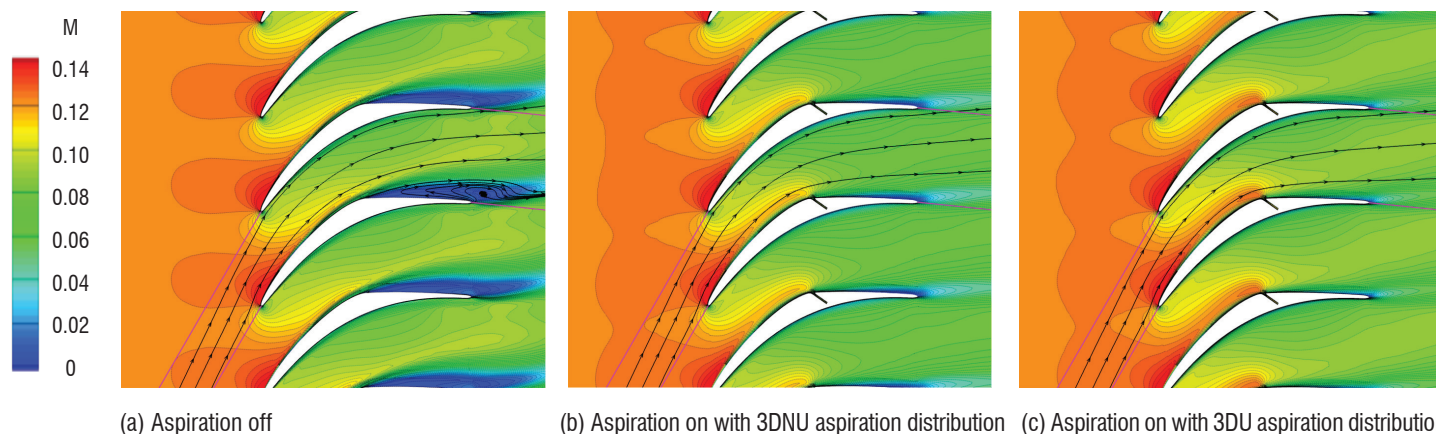 M
0.14
0.12
0.10
0.08
0.06
0.04
0.02
0
(a) Aspiration off
(b) Aspiration on with 3DNU aspiration distribution
(c) Aspiration on with 3DU aspiration distributio